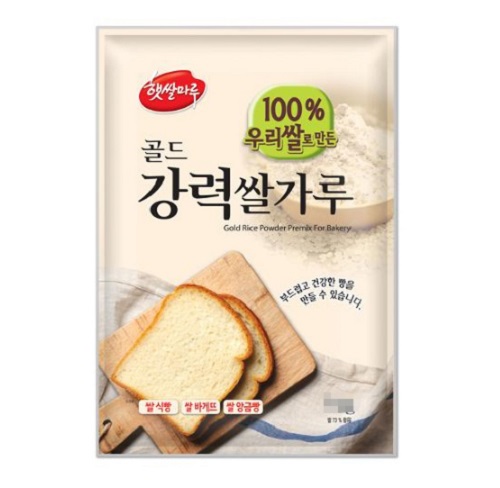 햇쌀마루
100%
우리쌀로 만든
골드
강력쌀가루
Gold Rice Powder Premix For Bakery
부드럽고 건강한 빵을
만들 수 있습니다.
쌀 식빵
쌀 바게뜨
쌀 앙금빵